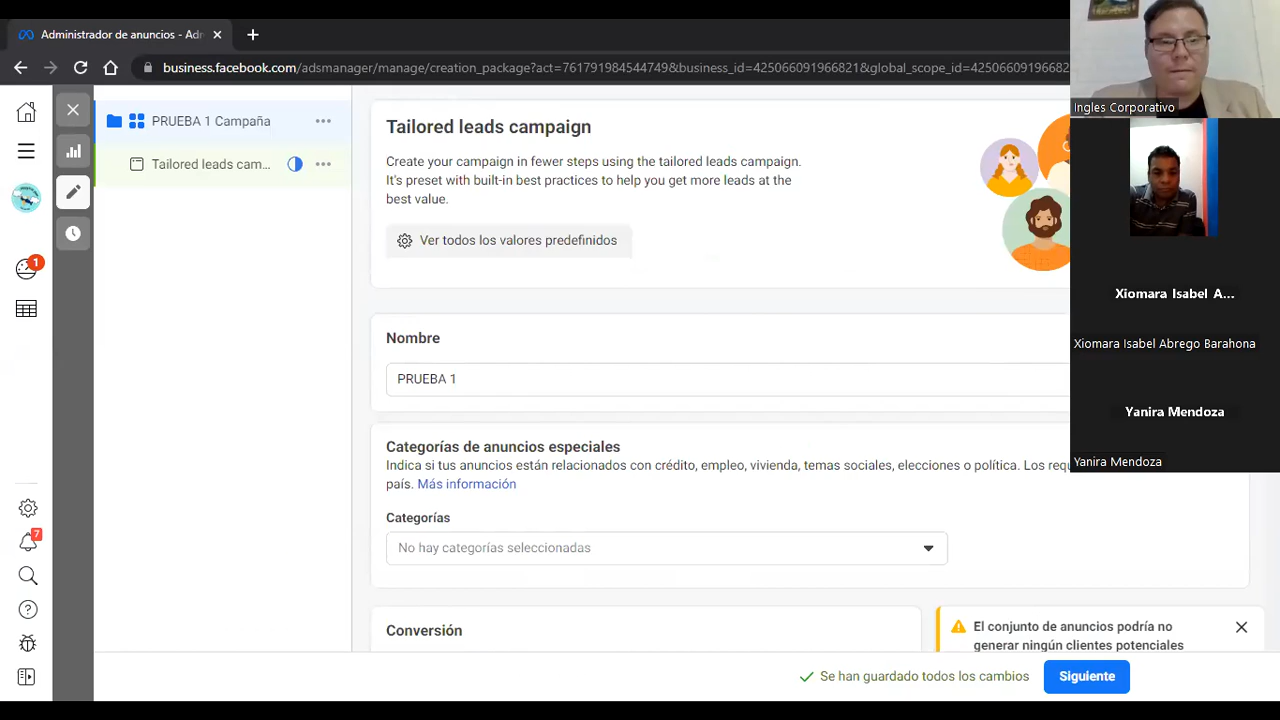 Administrador de anuncios - Adm
business.facebook.com/adsmanager/manage/creation_package?act=761791984544749&business_id=425066091966821&global_scope_id=425066091966821
PRUEBA 1 Campaña
Tailored leads cam...
1
7
Tailored leads campaign
Create your campaign in fewer steps using the tailored leads campaign.
It's preset with built-in best practices to help you get more leads at the
best value.
Ver todos los valores predefinidos
Nombre
PRUEBA 1
Categorías de anuncios especiales
Indica si tus anuncios están relacionados con crédito, empleo, vivienda, temas sociales, elecciones o política. Los
país. Más información
Categorías
No hay categorías seleccionadas
Conversión
El conjunto de anuncios podría no
generar ningún clientes potenciales
Se han guardado todos los cambios
Siguiente
Ingles Corporativo
Xiomara Isabel A...
Xiomara Isabel Abrego Barahona
Yanira Mendoza
Yanira Mendoza